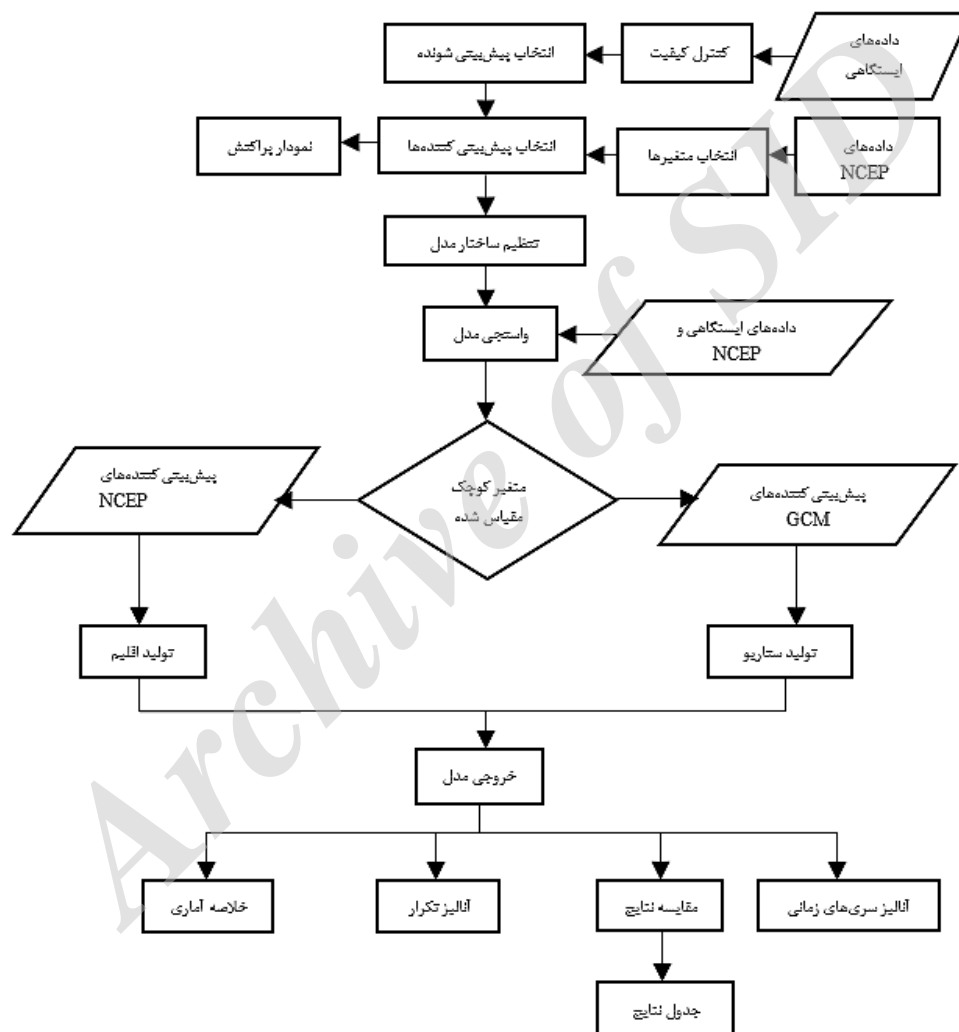 داده‌های
ایستگاهی
کنترل کیفیت
انتخاب پیش‌بینی شونده
داده‌های
NCEP
انتخاب متغیرها
انتخاب پیش‌بینی کننده‌ها
نمودار پراکنش
تنظیم ساختار مدل
واسنجی مدل
داده‌های ایستگاهی و
NCEP
متغیر کوچک
مقیاس شده
پیش‌بینی کننده‌های
GCM
پیش‌بینی کننده‌های
NCEP
تولید سناریو
تولید اقلیم
خروجی مدل
آنالیز سری‌های زمانی
مقایسه نتایج
آنالیز تکرار
خلاصه آماری
جدول نتایج
Archive of SID